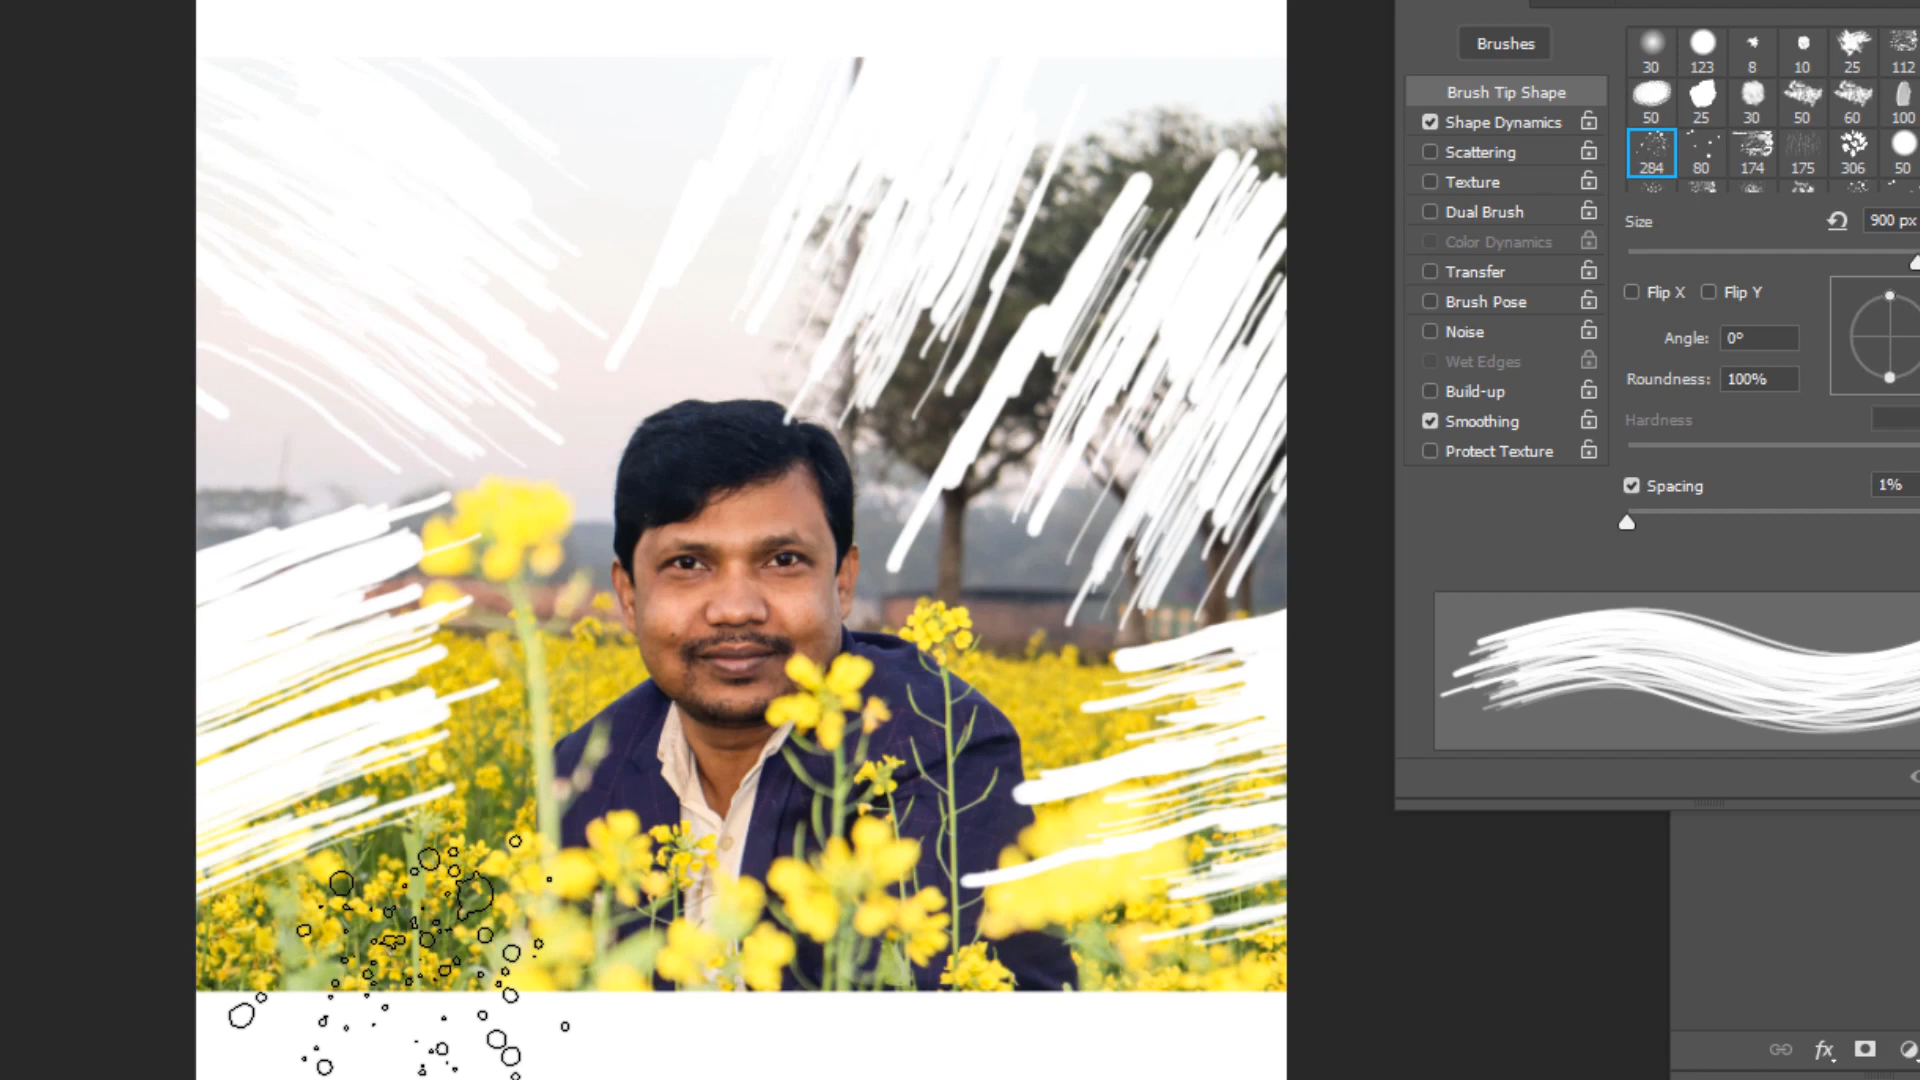 Brushes
30 123 8 10 25 112
50 25 30 50 60 100
284 80 174 175 306 50
Brush Tip Shape
Shape Dynamics
Scattering
Texture
Dual Brush
Color Dynamics
Transfer
Brush Pose
Noise
Wet Edges
Build-up
Smoothing
Protect Texture
Size 900 px
Flip X Flip Y
Angle: 0°
Roundness: 100%
Hardness
Spacing 1%
fx